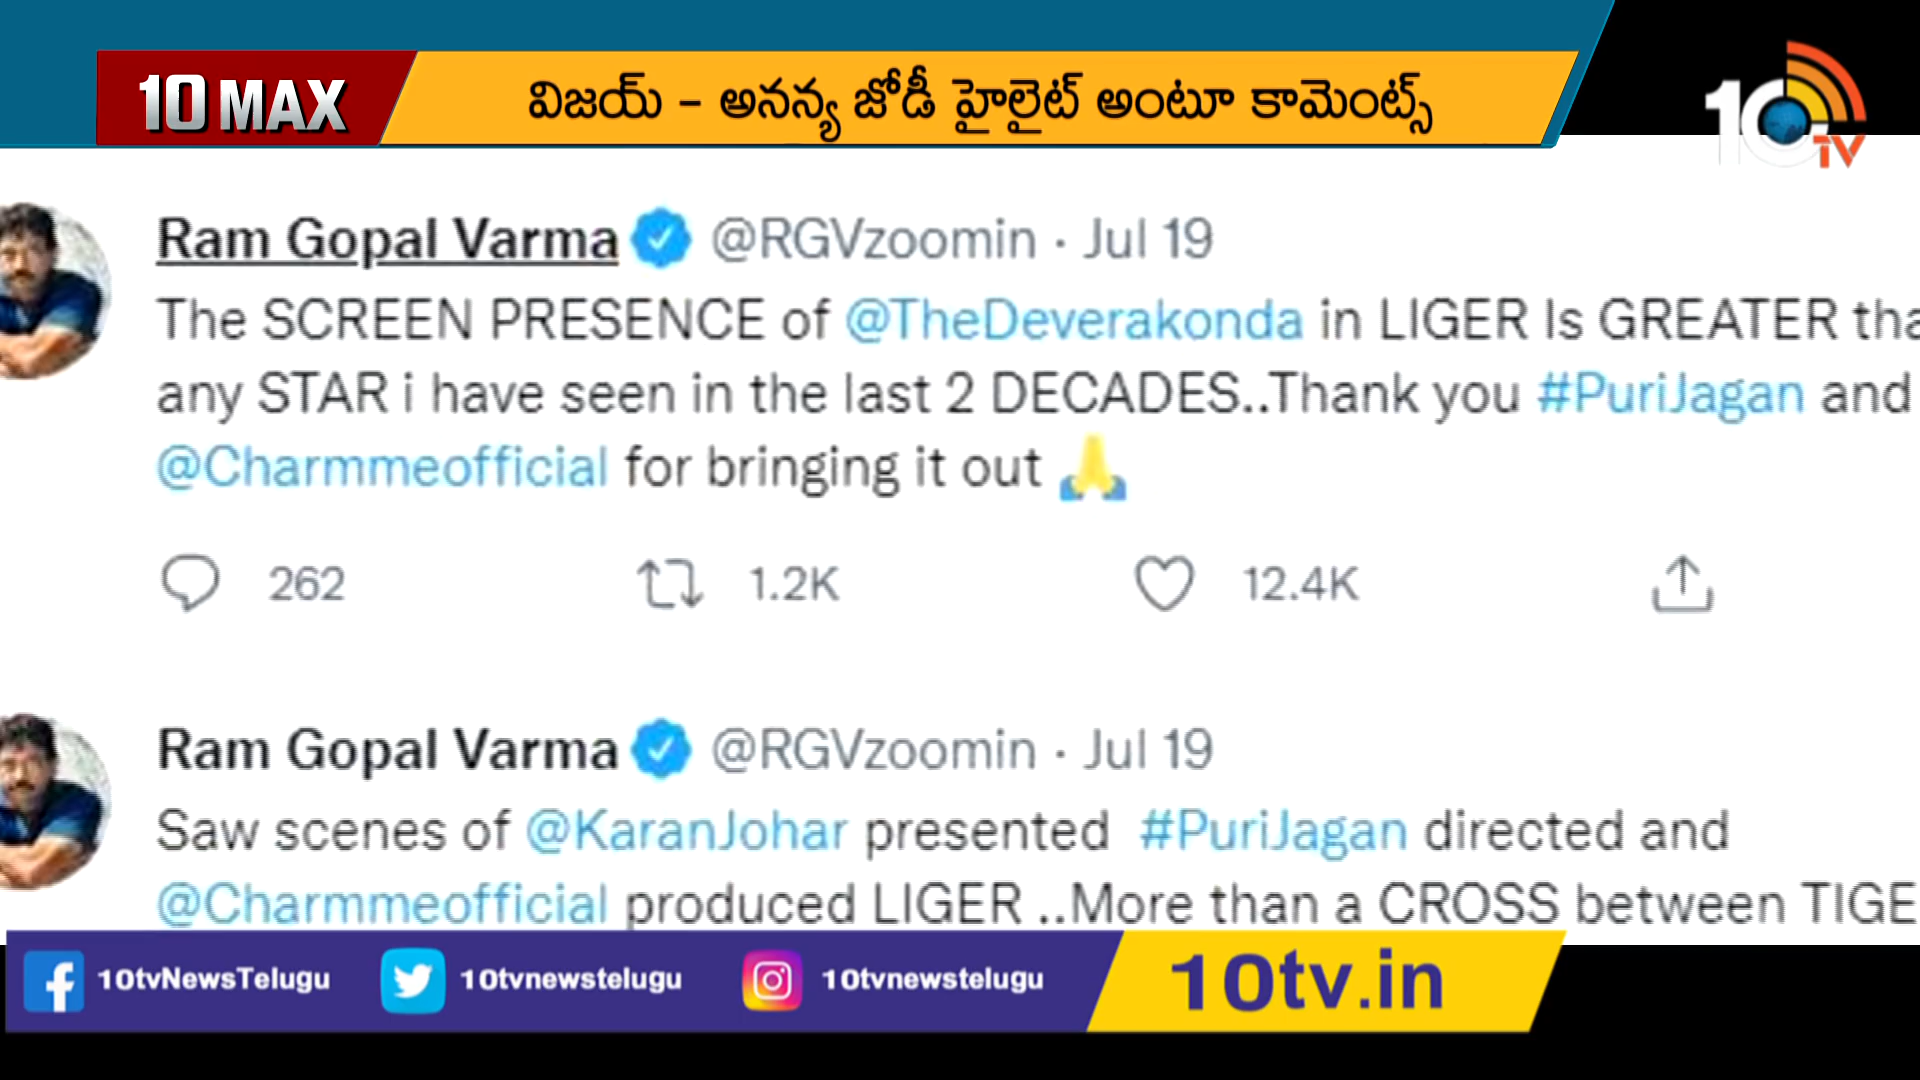 10 MAX
విజయ్ - అనన్య జోడీ హైలైట్ అంటూ కామెంట్స్
10TV
Ram Gopal Varma @RGVzoomin · Jul 19
The SCREEN PRESENCE of @TheDeverakonda in LIGER Is GREATER tha
any STAR i have seen in the last 2 DECADES..Thank you #PuriJagan and
@Charmmeofficial for bringing it out 🙏
262 1.2K 12.4K
Ram Gopal Varma @RGVzoomin · Jul 19
Saw scenes of @KaranJohar presented #PuriJagan directed and
@Charmmeofficial produced LIGER ..More than a CROSS between TIGE
10tvNewsTelugu 10tvnewstelugu 10tvnewstelugu 10tv.in